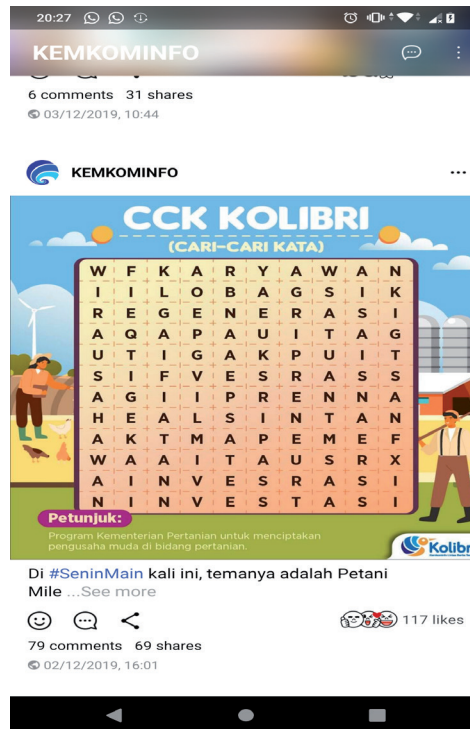 20:27
KEMKOMINFO
6 comments 31 shares
03/12/2019, 10:44
KEMKOMINFO
CCK KOLIBRI
(CARI-CARI KATA)
W F K A R Y A W A N
I I L O B A G S I K
R E G E N E R A S I
A Q A P A U I T A G
U T I G A K P U I T
S I F V E S R A S S
A G I I P R E N N A
H E A L S I N T A N
A K T M A P E M E F
W A A I T A U S R X
A I N V E S R A S I
N I N V E S T A S I
Petunjuk:
Program Kementerian Pertanian untuk menciptakan
pengusaha muda di bidang pertanian.
Kolibr
Di #SeninMain kali ini, temanya adalah Petani
Mile ...See more
117 likes
79 comments 69 shares
02/12/2019, 16:01